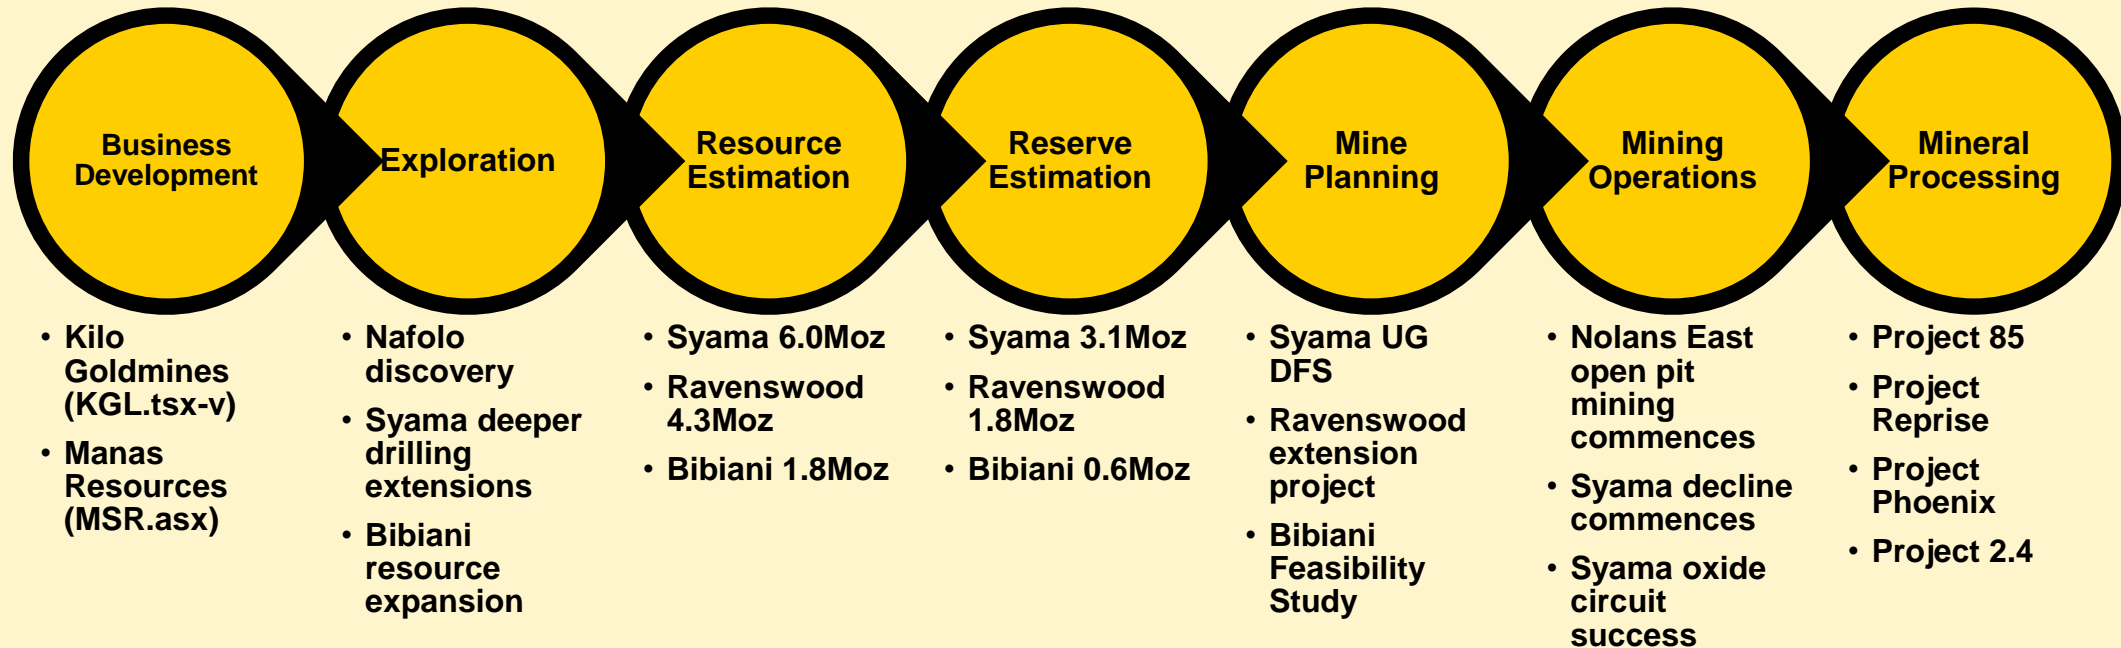 Business
Development
Exploration
Resource
Estimation
Reserve
Estimation
Mine
Planning
Mining
Operations
Mineral
Processing
• Kilo
Goldmines
(KGL.tsx-v)
• Manas
Resources
(MSR.asx)
• Nafolo
discovery
• Syama deeper
drilling
extensions
• Bibiani
resource
expansion
• Syama 6.0Moz
• Ravenswood
4.3Moz
• Bibiani 1.8Moz
• Syama 3.1Moz
• Ravenswood
1.8Moz
• Bibiani 0.6Moz
• Syama UG
DFS
• Ravenswood
extension
project
• Bibiani
Feasibility
Study
• Nolans East
open pit
mining
commences
• Syama decline
commences
• Syama oxide
circuit
success
• Project 85
• Project
Reprise
• Project
Phoenix
• Project 2.4